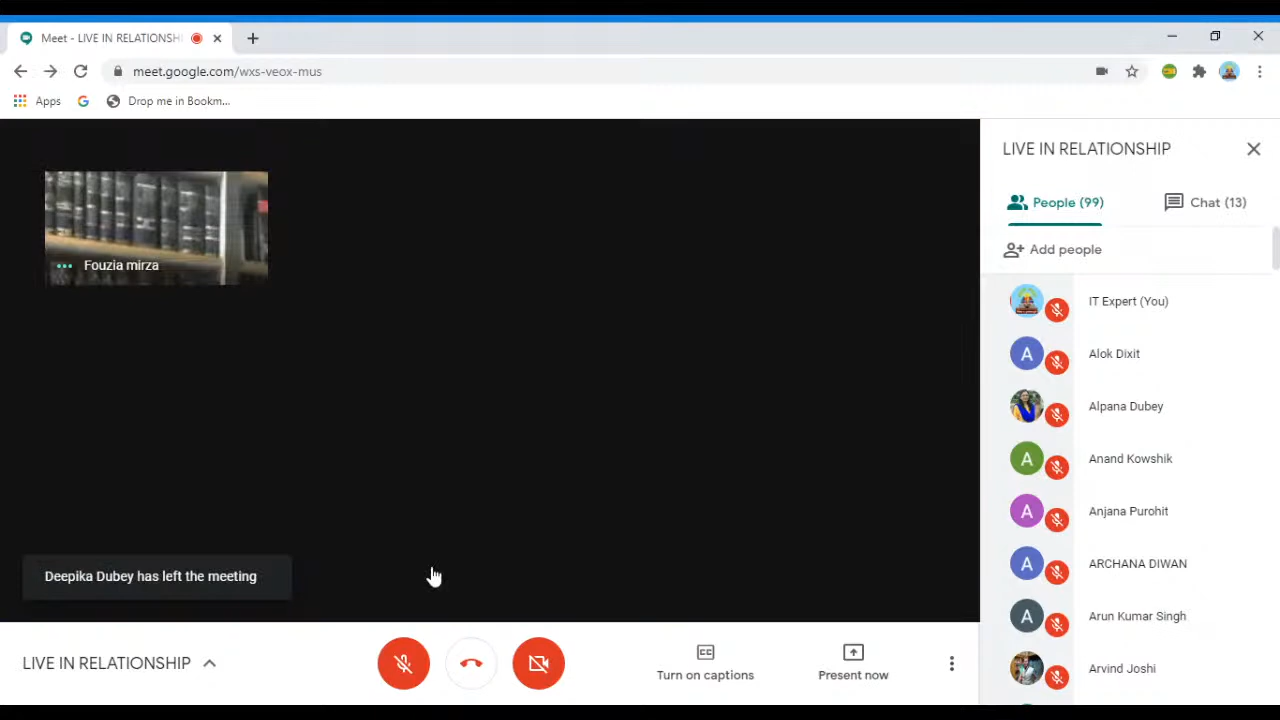 Meet - LIVE IN RELATIONSH
meet.google.com/wxs-veox-mus
Apps
Drop me in Bookm...
LIVE IN RELATIONSHIP
People (99)
Chat (13)
Add people
Fouzia mirza
IT Expert (You)
A
Alok Dixit
Alpana Dubey
A
Anand Kowshik
A
Anjana Purohit
A
ARCHANA DIWAN
A
Arun Kumar Singh
Arvind Joshi
Deepika Dubey has left the meeting
LIVE IN RELATIONSHIP
CC
Turn on captions
Present now